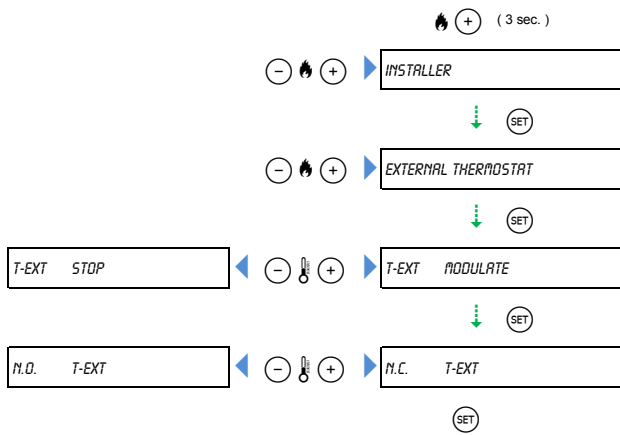 + ( 3 sec. )
− + INSTALLER
SET
− + EXTERNAL THERMOSTAT
SET
T-EXT STOP − + T-EXT MODULATE
SET
N.O. T-EXT − + N.C. T-EXT
SET